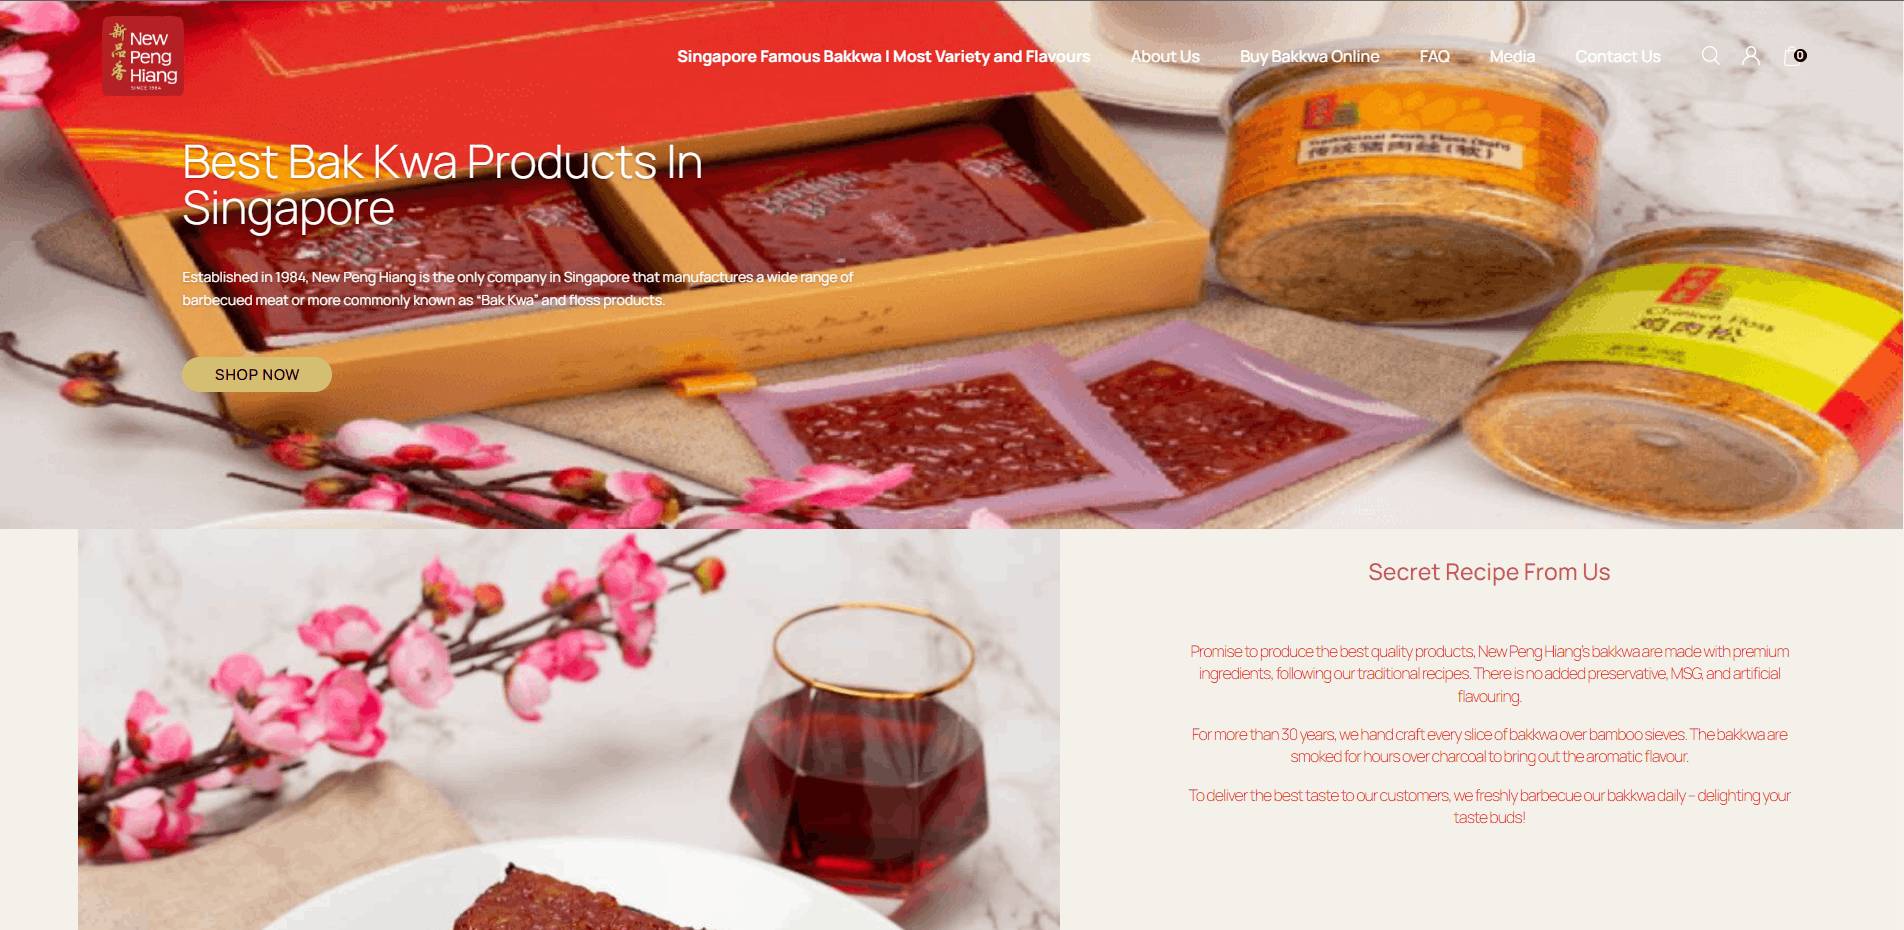 新品香
New
Peng
Hiang
SINCE 1984
Singapore Famous Bakkwa | Most Variety and Flavours
About Us
Buy Bakkwa Online
FAQ
Media
Contact Us
0
Best Bak Kwa Products In
Singapore
Established in 1984, New Peng Hiang is the only company in Singapore that manufactures a wide range of
barbecued meat or more commonly known as “Bak Kwa” and floss products.
SHOP NOW
Traditional Pork Floss (Soft)
传统猪肉丝(软)
Chicken Floss
鸡肉松
Secret Recipe From Us
Promise to produce the best quality products, New Peng Hiang's bakkwa are made with premium
ingredients, following our traditional recipes. There is no added preservative, MSG, and artificial
flavouring.
For more than 30 years, we hand craft every slice of bakkwa over bamboo sieves. The bakkwa are
smoked for hours over charcoal to bring out the aromatic flavour.
To deliver the best taste to our customers, we freshly barbecue our bakkwa daily – delighting your
taste buds!